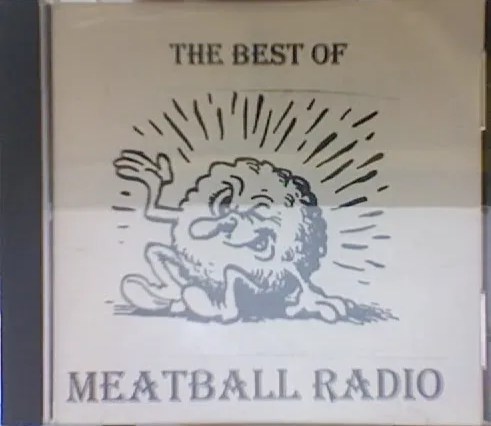 THE BEST OF
MEATBALL RADIO